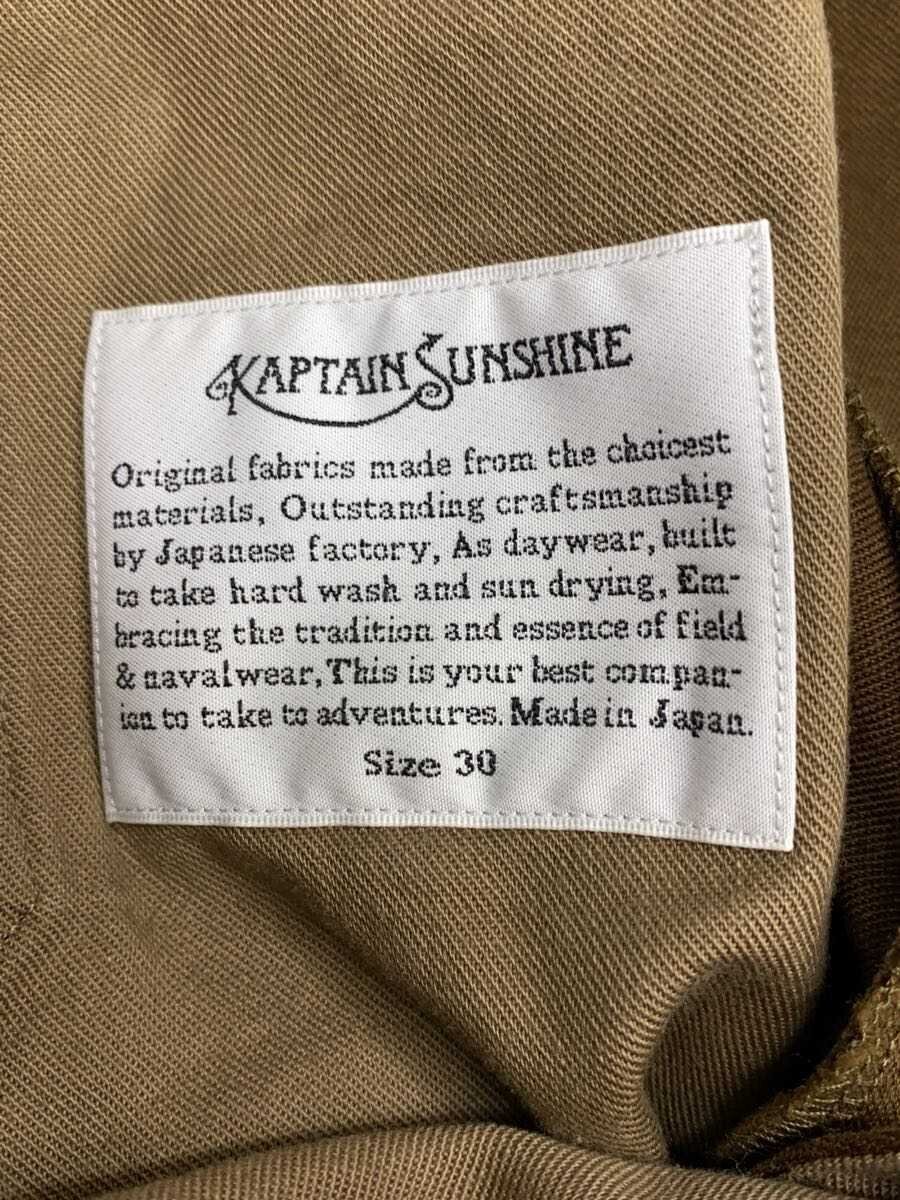 KAPTAIN SUNSHINE
Original fabrics made from the choicest
materials, Outstanding craftsmanship
by Japanese factory, As daywear, built
to take hard wash and sun drying, Em-
bracing the tradition and essence of field
& navalwear, This is your best compan-
ion to take to adventures. Made in Japan.
Size 30